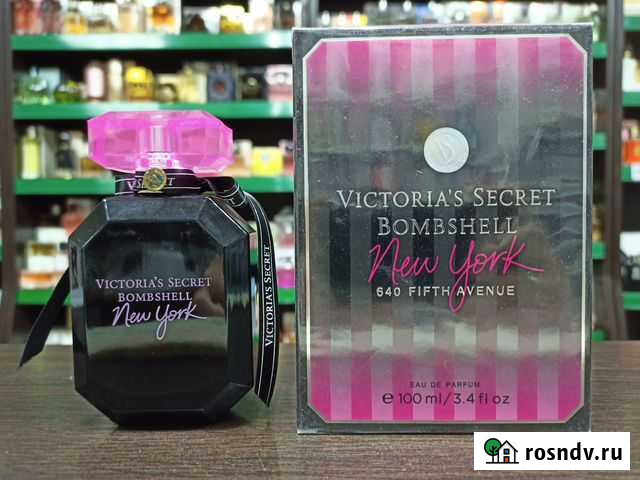 VICTORIA'S SECRET
BOMBSHELL
New York
640 FIFTH AVENUE
EAU DE PARFUM
e 100 ml/3.4 fl oz
V SECRET
VICTORIA'S SECRET
BOMBSHELL
New York
VICTORIA'S SECRET
rosndv.ru